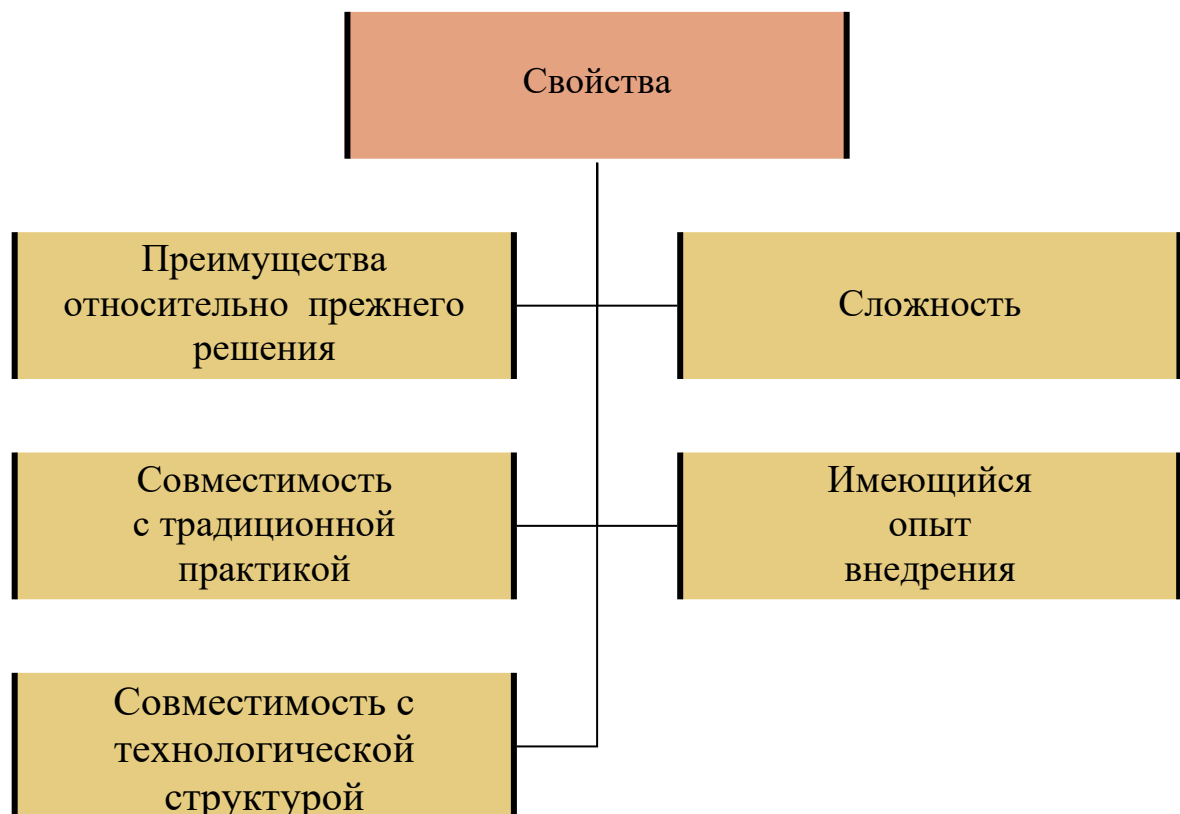 Свойства
Преимущества
относительно прежнего
решения
Сложность
Совместимость
с традиционной
практикой
Имеющийся
опыт
внедрения
Совместимость с
технологической
структурой